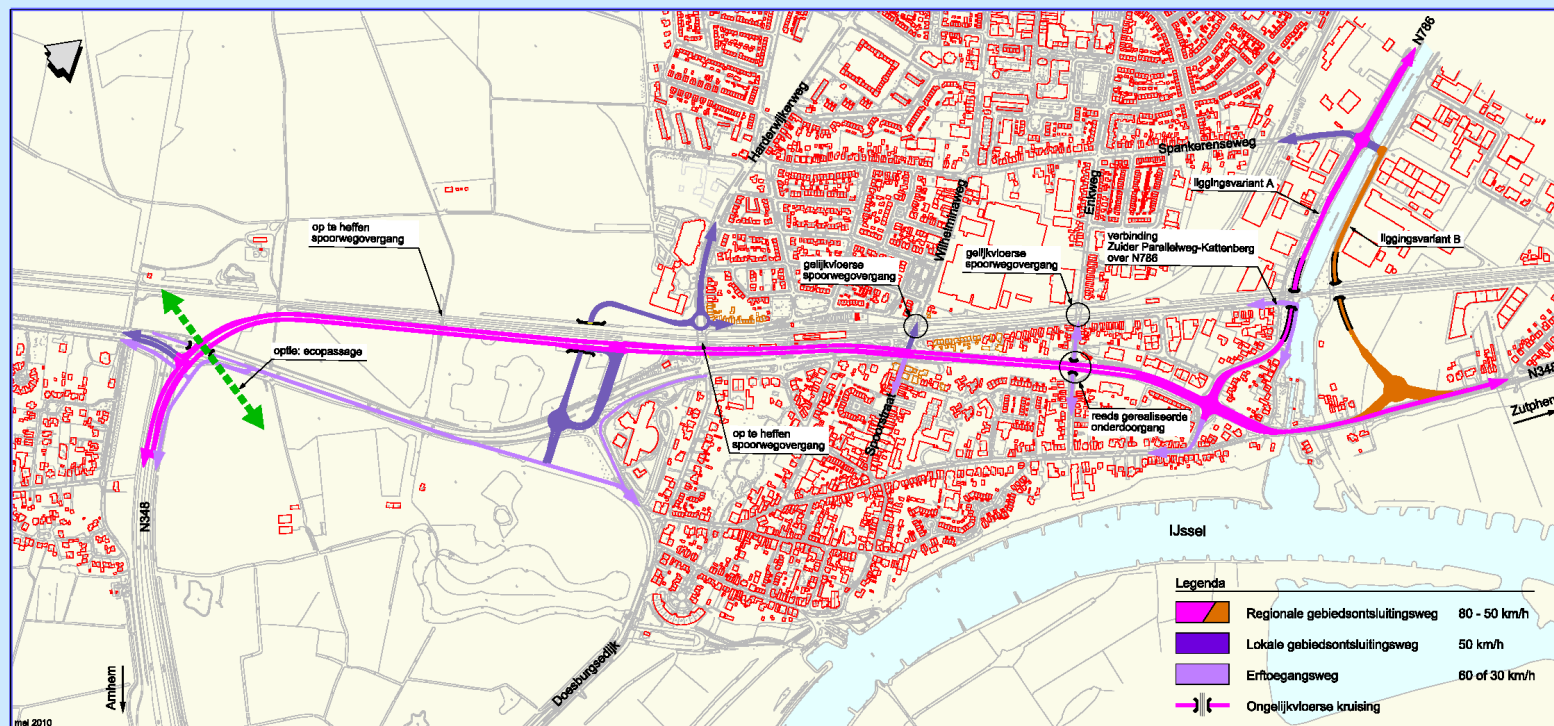 N786
Harderwijkerweg
Spankerenseweg
liggingsvariant A
Enkweg
Wilhelminaweg
op te heffen
spoorwegovergang
gelijkvloerse
spoorwegovergang
gelijkvloerse
spoorwegovergang
verbinding
Zuider Parallelweg-Kattenberg
over N786
liggingsvariant B
optie: ecopassage
N348
Zutphen
op te heffen
spoorwegovergang
Spoorstraat
reeds gerealiseerde
onderdoorgang
N348
IJssel
Doesburgsedijk
Arnhem
mei 2010
Legenda
Regionale gebiedsontsluitingsweg 80 - 50 km/h
Lokale gebiedsontsluitingsweg 50 km/h
Erftoegangsweg 60 of 30 km/h
Ongelijkvloerse kruising